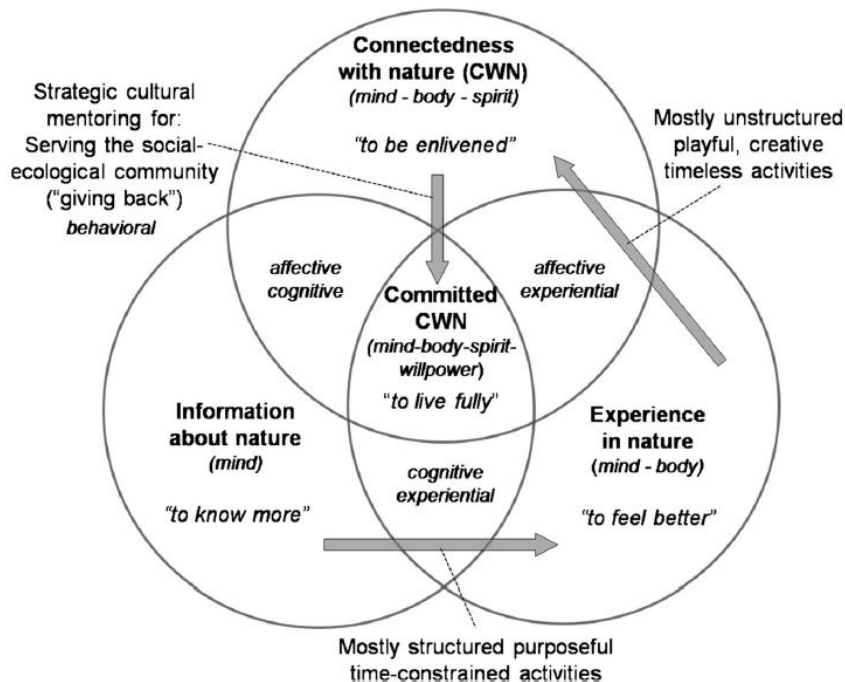 Connectedness
with nature (CWN)
(mind - body - spirit)
"to be enlivened"
Strategic cultural
mentoring for:
Serving the social-
ecological community
("giving back")
behavioral
Mostly unstructured
playful, creative
timeless activities
affective
cognitive
affective
experiential
Committed
CWN
(mind-body-spirit-
willpower)
"to live fully"
Information
about nature
(mind)
"to know more"
Experience
in nature
(mind - body)
"to feel better"
cognitive
experiential
Mostly structured purposeful
time-constrained activities